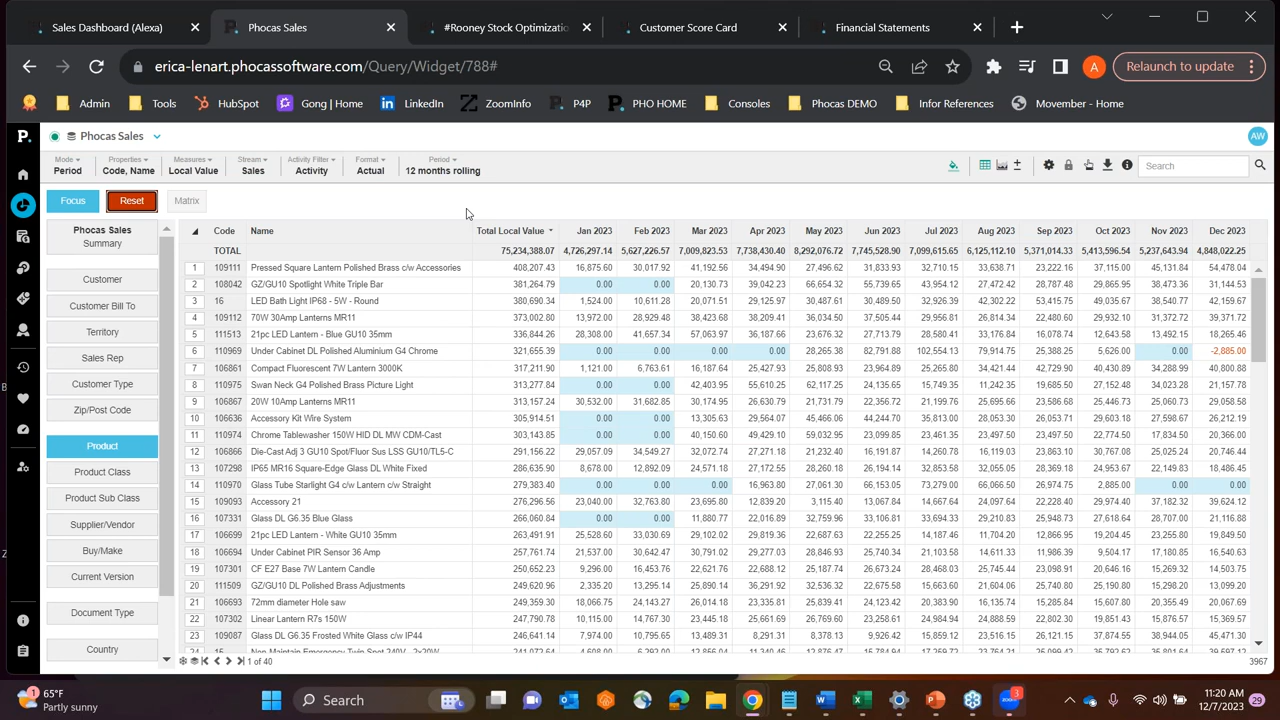 Sales Dashboard (Alexa) Phocas Sales #Rooney Stock Optimizatio Customer Score Card Financial Statements
erica-lenart.phocassoftware.com/Query/Widget/788# A Relaunch to update
Admin Tools HubSpot Gong | Home LinkedIn ZoomInfo P4P PHO HOME Consoles Phocas DEMO Infor References Movember - Home
P. Phocas Sales AW
Mode Properties Measures Stream Activity Filter Format Period
Period Code, Name Local Value Sales Activity Actual 12 months rolling Search
Focus Reset Matrix
Phocas Sales
Summary
Customer
Customer Bill To
Territory
Sales Rep
Customer Type
Zip/Post Code
Product
Product Class
Product Sub Class
Supplier/Vendor
Buy/Make
Current Version
Document Type
Country
Code Name Total Local Value Jan 2023 Feb 2023 Mar 2023 Apr 2023 May 2023 Jun 2023 Jul 2023 Aug 2023 Sep 2023 Oct 2023 Nov 2023 Dec 2023
TOTAL 75,234,388.07 4,726,297.14 5,627,226.57 7,009,823.53 7,738,430.40 8,292,076.72 7,745,528.90 7,099,615.65 6,125,112.10 5,371,014.33 5,413,596.54 5,237,643.94 4,848,022.25
1 109111 Pressed Square Lantern Polished Brass c/w Accessories 408,207.43 16,875.60 30,017.92 41,192.56 34,494.90 27,496.62 31,833.93 32,710.15 33,638.71 23,222.16 37,115.00 45,131.84 54,478.04
2 108042 GZ/GU10 Spotlight White Triple Bar 381,264.79 0.00 0.00 20,130.73 39,042.23 66,654.32 55,739.65 43,954.12 57,472.42 28,787.48 29,865.36 38,473.36 31,144.53
3 16 LED Bath Light IP68 - 5W - Round 380,690.34 1,524.00 10,611.28 20,071.51 29,125.97 30,487.61 30,489.50 32,926.39 42,302.22 53,415.75 49,035.67 38,540.77 42,159.67
4 109112 70W 30Amp Lanterns MR11 373,002.80 13,972.00 28,929.48 38,423.68 38,209.41 36,034.50 37,505.44 29,956.81 26,814.34 22,480.60 29,932.10 31,372.72 39,371.72
5 111513 21pc LED Lantern - Blue GU10 35mm 336,844.26 28,308.00 41,657.34 57,063.97 36,187.66 23,676.32 27,713.79 28,580.41 33,176.84 16,078.74 12,643.58 13,492.15 18,265.46
6 110969 Under Cabinet DL Polished Aluminium G4 Chrome 321,655.39 0.00 0.00 0.00 0.00 28,265.38 82,791.88 102,554.13 79,914.75 25,388.25 5,626.00 0.00 -2,885.00
7 106861 Compact Fluorescent 7W Lantern 3000K 317,211.90 1,121.00 6,763.61 16,187.64 25,427.93 25,808.93 23,964.89 25,108.75 34,421.44 42,729.90 40,430.89 34,288.99 40,800.88
8 110975 Swan Neck G4 Polished Brass Picture Light 313,277.84 0.00 0.00 42,403.95 55,610.25 62,117.25 24,135.65 15,749.35 11,242.35 19,685.50 27,152.48 34,023.28 21,157.78
9 106867 20W 10Amp Lanterns MR11 313,157.24 30,532.00 31,682.85 30,174.95 26,630.79 21,731.79 22,356.72 21,199.76 25,695.66 23,586.68 25,446.73 25,061.69 29,058.58
10 106636 Accessory Kit Wire System 305,914.51 0.00 0.00 13,305.63 29,564.07 45,466.06 44,244.70 35,813.00 28,053.30 26,053.71 29,603.18 27,598.67 26,212.19
11 110974 Chrome Tablewasher 150W HID DL MW CDM-Cast 303,143.85 0.00 0.00 40,150.60 49,429.10 59,032.95 23,099.85 23,461.35 23,497.50 23,497.50 22,774.50 17,834.50 20,366.00
12 106866 Die-Cast Adj 3 GU10 Spot/Fluor Sus LSS GU10/TL5-C 291,156.22 29,057.09 34,549.27 32,072.74 27,271.18 21,232.40 16,191.87 14,260.78 16,119.03 23,863.10 30,767.08 25,025.24 20,746.44
13 107298 IP65 MR16 Square-Edge Glass DL White Fixed 286,635.90 8,678.00 12,892.09 24,571.18 27,172.55 28,260.18 26,194.14 32,853.58 32,055.05 28,369.18 24,953.67 22,149.83 18,486.45
14 110970 Glass Tube Starlight G4 c/w Lantern c/w Straight 279,383.40 0.00 0.00 0.00 16,963.80 27,061.30 66,153.05 73,279.00 66,066.50 26,974.75 2,885.00 0.00 0.00
15 109093 Accessory 21 276,296.56 23,040.00 32,763.80 23,695.80 12,839.20 3,115.40 13,067.84 14,667.64 24,097.54 22,228.40 29,974.03 37,182.32 39,624.12
16 107331 Glass DL G6.35 Blue Glass 266,060.84 0.00 0.00 11,880.77 22,016.89 32,759.96 33,106.81 33,694.33 29,210.83 25,948.73 27,618.64 28,707.00 21,116.88
17 106699 21pc LED Lantern - White GU10 35mm 263,491.91 25,528.60 33,030.69 29,102.02 29,819.39 22,687.63 22,255.25 14,187.46 11,704.20 12,866.95 19,204.45 23,255.80 19,849.47
18 106694 Under Cabinet PIR Sensor 36 Amp 257,761.74 21,537.00 30,642.47 30,791.02 29,277.03 28,846.93 30,540.54 21,103.58 14,611.33 11,986.39 9,504.17 17,180.85 16,540.63
19 107301 CF E27 Base 7W Lantern Candle 250,652.23 9,296.00 16,453.76 22,621.76 22,688.12 25,187.74 26,673.24 28,468.03 25,571.14 23,098.91 20,646.16 15,269.32 14,503.75
20 111509 GZ/GU10 DL Polished Brass Adjustments 249,620.96 2,335.20 13,295.14 25,890.14 36,291.92 32,536.32 22,678.58 15,663.50 21,604.06 25,740.80 25,190.80 15,298.20 13,099.20
21 106693 72mm diameter Hole saw 249,359.30 18,066.75 24,143.27 26,014.18 23,335.81 25,839.41 23,124.42 20,383.90 15,261.42 15,285.84 15,607.80 20,355.49 20,067.69
22 107302 Linear Lantern R7s 150W 247,790.78 10,115.00 14,767.30 23,445.18 25,661.69 26,769.60 23,258.00 24,984.94 24,888.59 22,802.30 19,851.43 15,876.57 15,369.57
23 109087 Glass DL G6.35 Frosted White Glass c/w IP44 246,641.14 7,974.00 10,795.65 13,489.31 8,291.31 8,378.13 9,920.42 15,859.12 23,516.15 26,121.15 37,874.55 38,944.05 45,471.30
1 of 40 3967
1 65°F
Partly sunny
Search 3 11:20 AM
12/7/2023 29